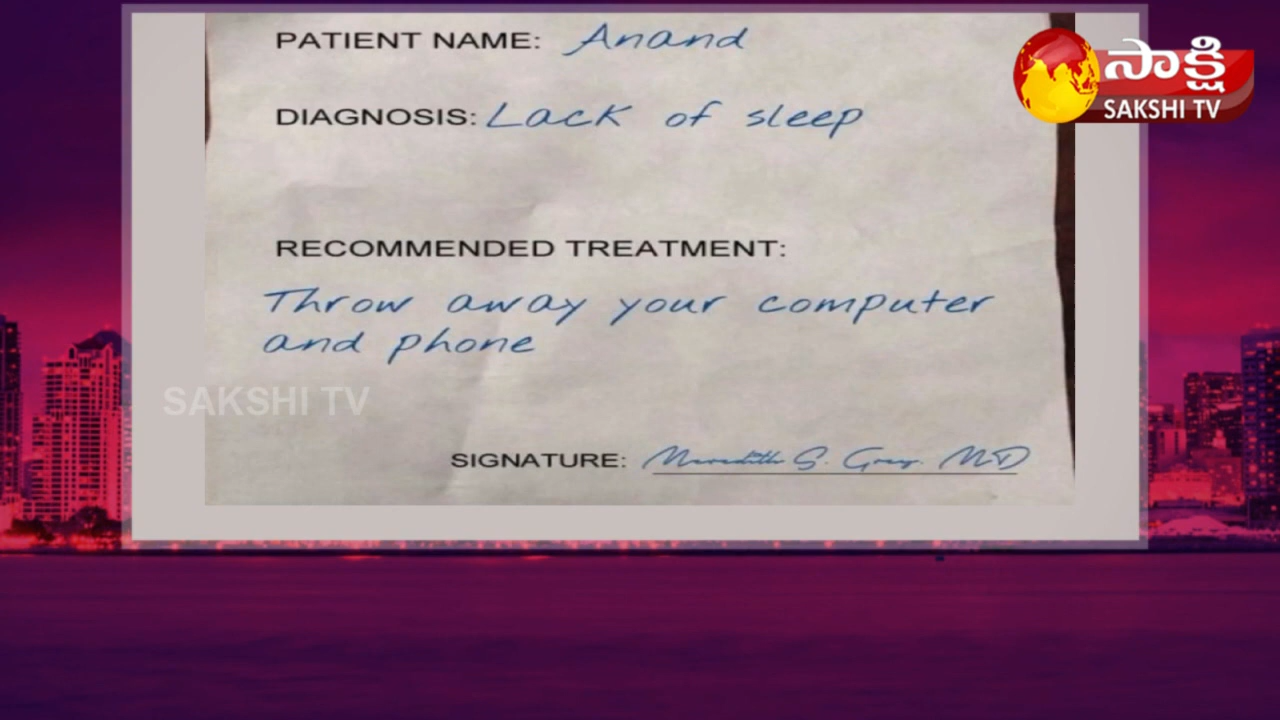 PATIENT NAME: Anand
సాక్షి
SAKSHI TV
DIAGNOSIS: Lack of sleep
RECOMMENDED TREATMENT:
Throw away your computer
and phone
SAKSHI TV
SIGNATURE: Meredith S. Grey. MD